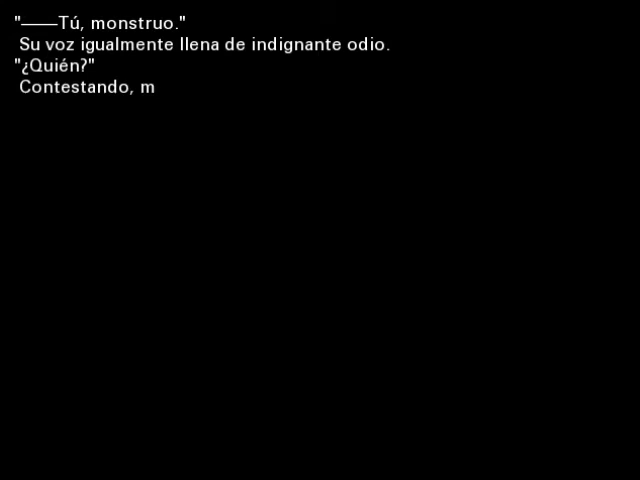 "───Tú, monstruo."
Su voz igualmente llena de indignante odio.
"¿Quién?"
Contestando, m